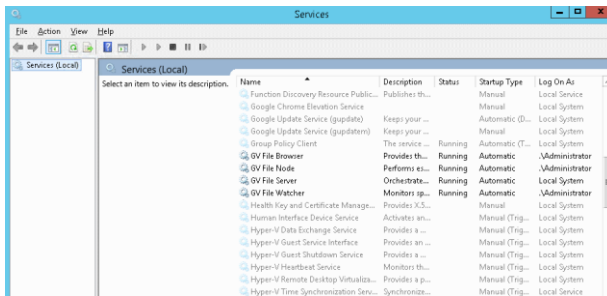 Services
File Action View Help
Services (Local)
Services (Local)
Select an item to view its description.
Name Description Status Startup Type Log On As
Function Discovery Resource Public... Publishes th... Manual Local Service
Google Chrome Elevation Service Manual Local System
Google Update Service (gupdate) Keeps your ... Automatic (D... Local System
Google Update Service (gupdatem) Keeps your ... Manual Local System
Group Policy Client The service ... Running Automatic (T... Local System
GV File Browser Provides th... Running Automatic .\Administrator
GV File Node Performs es... Running Automatic .\Administrator
GV File Server Orchestrate... Running Automatic Local System
GV File Watcher Monitors sp... Running Automatic .\Administrator
Health Key and Certificate Manage... Provides X.5... Manual Local System
Human Interface Device Service Activates an... Manual (Trig... Local System
Hyper-V Data Exchange Service Provides a ... Manual (Trig... Local System
Hyper-V Guest Service Interface Provides an ... Manual (Trig... Local System
Hyper-V Guest Shutdown Service Provides a ... Manual (Trig... Local System
Hyper-V Heartbeat Service Monitors th... Manual (Trig... Local System
Hyper-V Remote Desktop Virtualiza... Provides a p... Manual (Trig... Local System
Hyper-V Time Synchronization Serv... Synchronize... Manual (Trig... Local Service